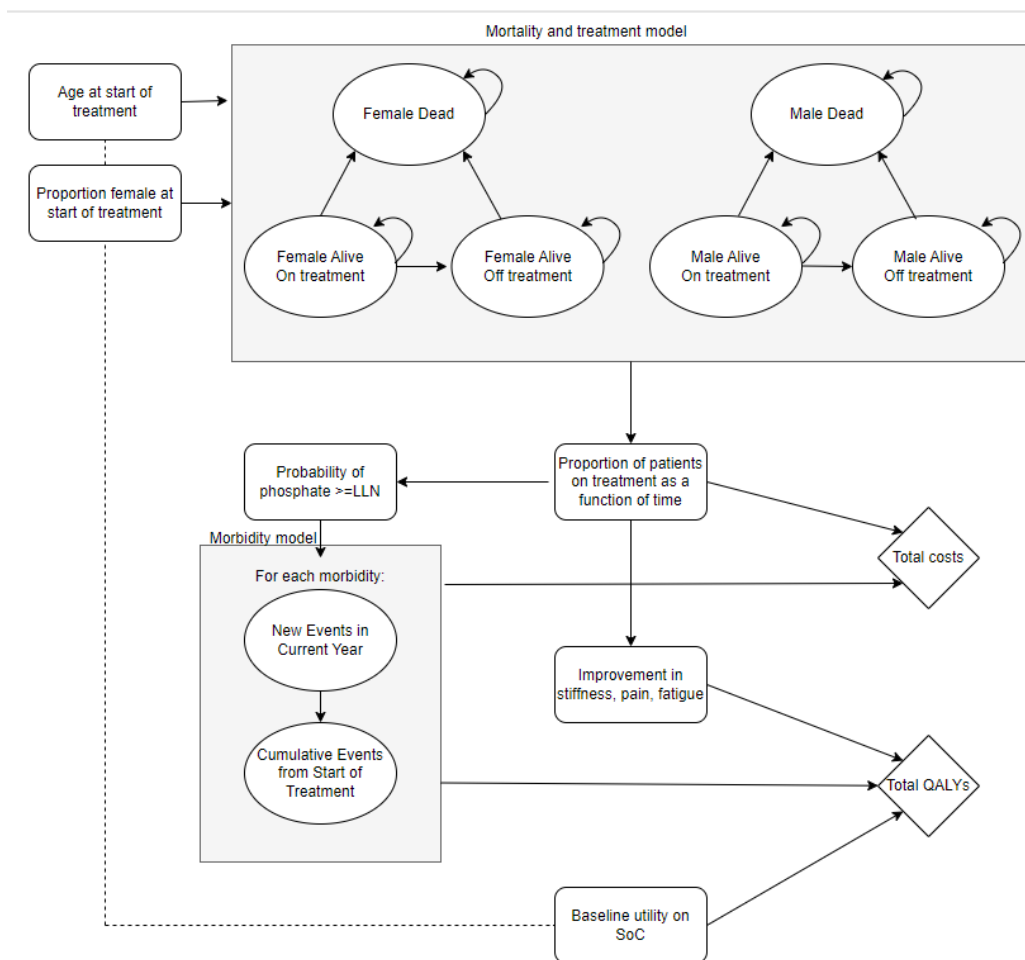 Mortality and treatment model
Age at start of
treatment
Female Dead
Male Dead
Proportion female at
start of treatment
Female Alive
On treatment
Female Alive
Off treatment
Male Alive
On treatment
Male Alive
Off treatment
Probability of
phosphate >=LLN
Proportion of patients
on treatment as a
function of time
Morbidity model
For each morbidity:
Total costs
New Events in
Current Year
Improvement in
stiffness, pain, fatigue
Cumulative Events
from Start of
Treatment
Total QALYs
Baseline utility on
SoC